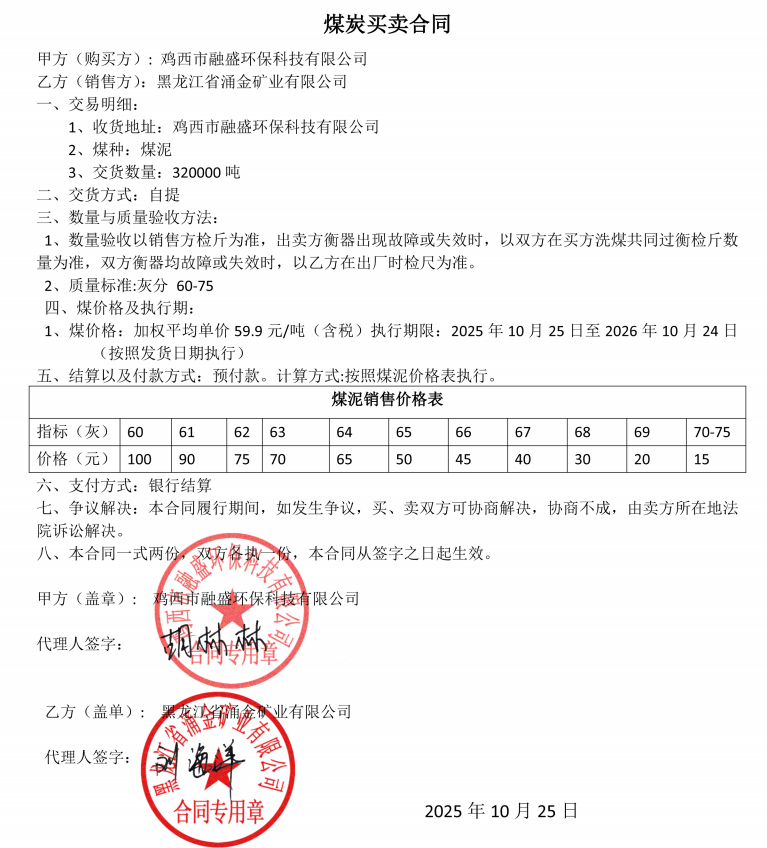 煤炭买卖合同
甲方（购买方）：鸡西市融盛环保科技有限公司
乙方（销售方）：黑龙江省涌金矿业有限公司
一、交易明细：
1、收货地址：鸡西市融盛环保科技有限公司
2、煤种：煤泥
3、交货数量：320000 吨
二、交货方式：自提
三、数量与质量验收方法：
1、数量验收以销售方检斤为准，出卖方衡器出现故障或失效时，以双方在买方洗煤共同过衡检斤数
量为准，双方衡器均故障或失效时，以乙方在出厂时检尺为准。
2、质量标准:灰分 60-75
四、煤价格及执行期：
1、煤价格：加权平均单价 59.9 元/吨（含税）执行期限：2025 年 10 月 25 日至 2026 年 10 月 24 日
（按照发货日期执行）
五、结算以及付款方式：预付款。计算方式:按照煤泥价格表执行。
煤泥销售价格表
指标（灰） 60 61 62 63 64 65 66 67 68 69 70-75
价格（元） 100 90 75 70 65 50 45 40 30 20 15
六、支付方式：银行结算
七、争议解决：本合同履行期间，如发生争议，买、卖双方可协商解决，协商不成，由卖方所在地法
院诉讼解决。
八、本合同一式两份，双方各执一份，本合同从签字之日起生效。
甲方（盖章）： 鸡西市融盛环保科技有限公司
代理人签字： 胡林林
鸡西市融盛环保科技有限公司
合同专用章
乙方（盖单）： 黑龙江省涌金矿业有限公司
代理人签字： 刘海洋
黑龙江省涌金矿业有限公司
合同专用章
2025 年 10 月 25 日